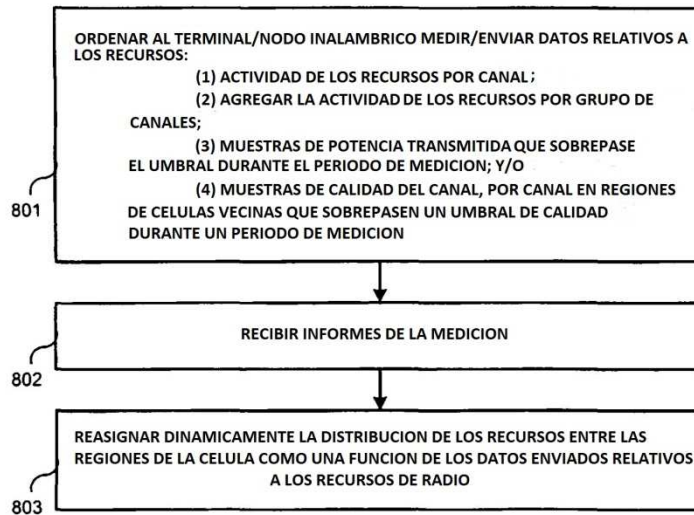 ORDENAR AL TERMINAL/NODO INALAMBRICO MEDIR/ENVIAR DATOS RELATIVOS A
LOS RECURSOS:
(1) ACTIVIDAD DE LOS RECURSOS POR CANAL;
(2) AGREGAR LA ACTIVIDAD DE LOS RECURSOS POR GRUPO DE
CANALES;
(3) MUESTRAS DE POTENCIA TRANSMITIDA QUE SOBREPASE
EL UMBRAL DURANTE EL PERIODO DE MEDICION; Y/O
(4) MUESTRAS DE CALIDAD DEL CANAL, POR CANAL EN REGIONES
DE CELULAS VECINAS QUE SOBREPASEN UN UMBRAL DE CALIDAD
DURANTE UN PERIODO DE MEDICION
801
RECIBIR INFORMES DE LA MEDICION
802
REASIGNAR DINAMICAMENTE LA DISTRIBUCION DE LOS RECURSOS ENTRE LAS
REGIONES DE LA CELULA COMO UNA FUNCION DE LOS DATOS ENVIADOS RELATIVOS
A LOS RECURSOS DE RADIO
803